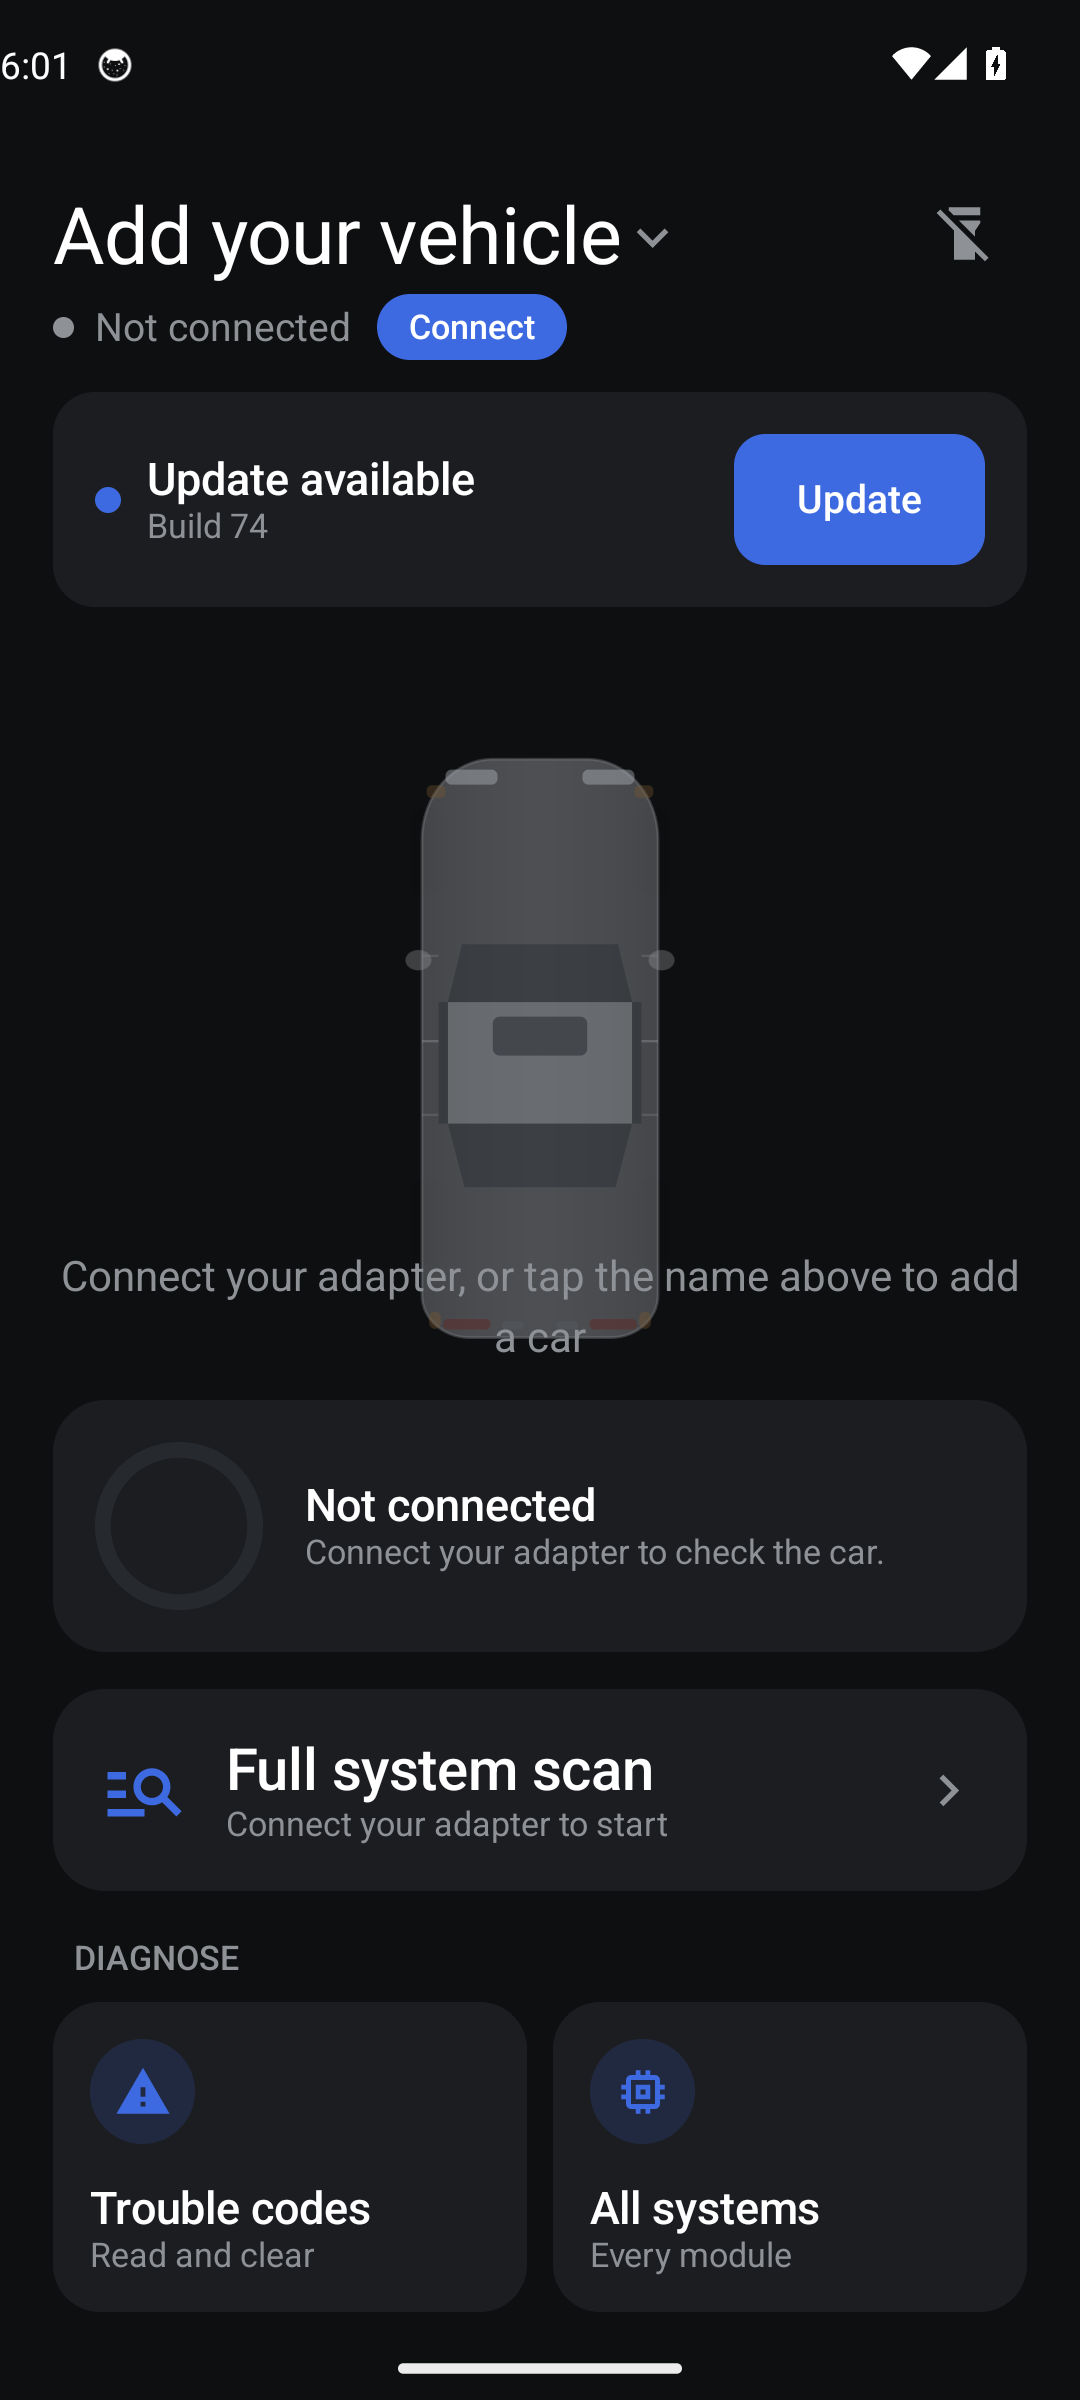 6:01
Add your vehicle
Not connected
Connect
Update available
Build 74
Update
Connect your adapter, or tap the name above to add
a car
Not connected
Connect your adapter to check the car.
Full system scan
Connect your adapter to start
DIAGNOSE
Trouble codes
Read and clear
All systems
Every module